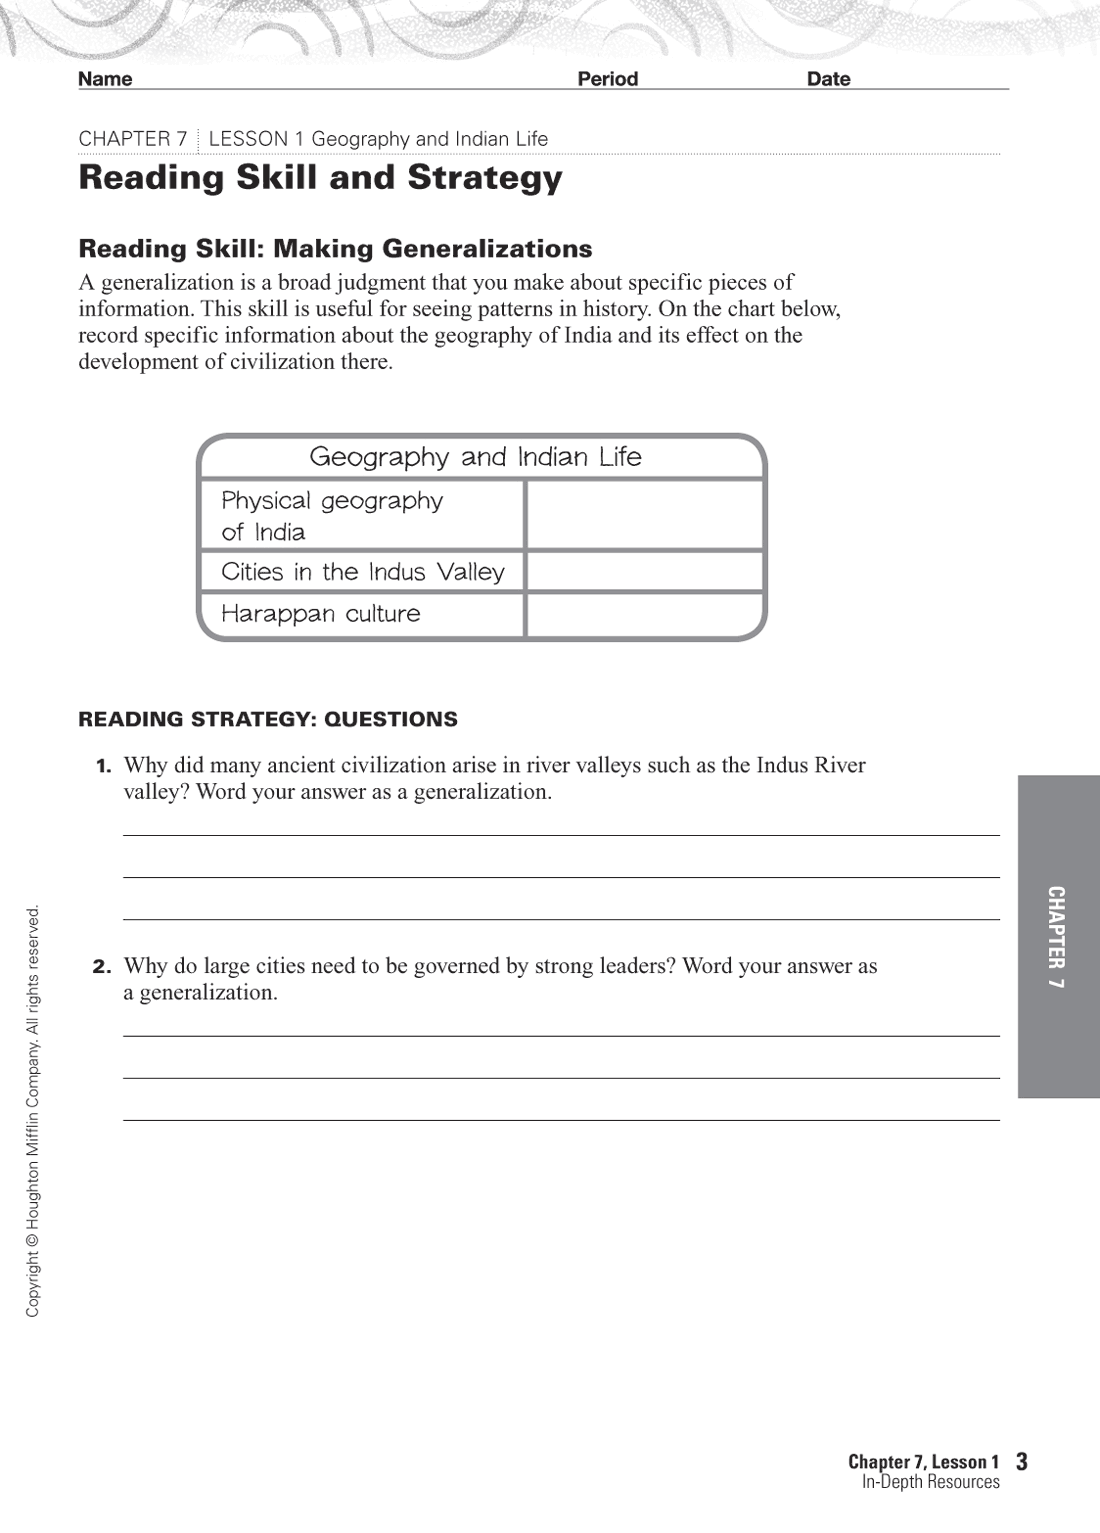 Name Period Date
CHAPTER 7 LESSON 1 Geography and Indian Life
Reading Skill and Strategy
Reading Skill: Making Generalizations
A generalization is a broad judgment that you make about specific pieces of
information. This skill is useful for seeing patterns in history. On the chart below,
record specific information about the geography of India and its effect on the
development of civilization there.
Geography and Indian Life
Physical geography
of India
Cities in the Indus Valley
Harappan culture
READING STRATEGY: QUESTIONS
1. Why did many ancient civilization arise in river valleys such as the Indus River
valley? Word your answer as a generalization.
2. Why do large cities need to be governed by strong leaders? Word your answer as
a generalization.
CHAPTER 7
Copyright © Houghton Mifflin Company. All rights reserved.
Chapter 7, Lesson 1 3
In-Depth Resources